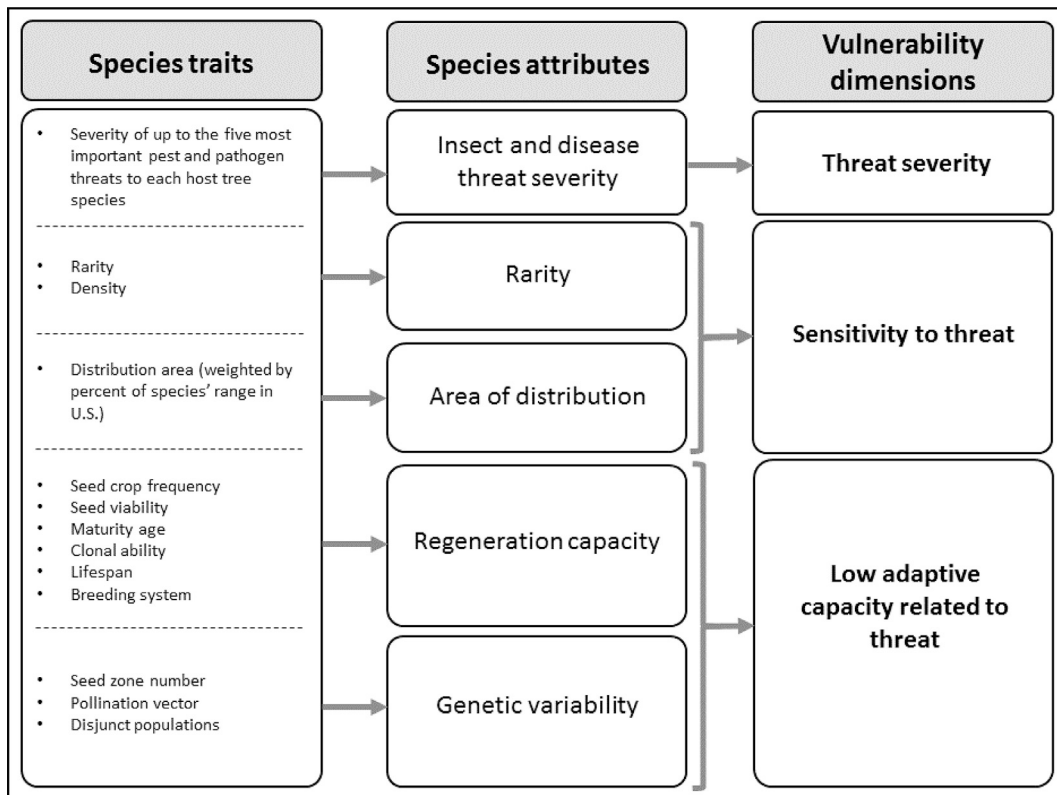 Species traits
• Severity of up to the five most
important pest and pathogen
threats to each host tree
species
• Rarity
• Density
• Distribution area (weighted by
percent of species' range in
U.S.)
• Seed crop frequency
• Seed viability
• Maturity age
• Clonal ability
• Lifespan
• Breeding system
• Seed zone number
• Pollination vector
• Disjunct populations
Species attributes
Insect and disease
threat severity
Rarity
Area of distribution
Regeneration capacity
Genetic variability
Vulnerability
dimensions
Threat severity
Sensitivity to threat
Low adaptive
capacity related to
threat